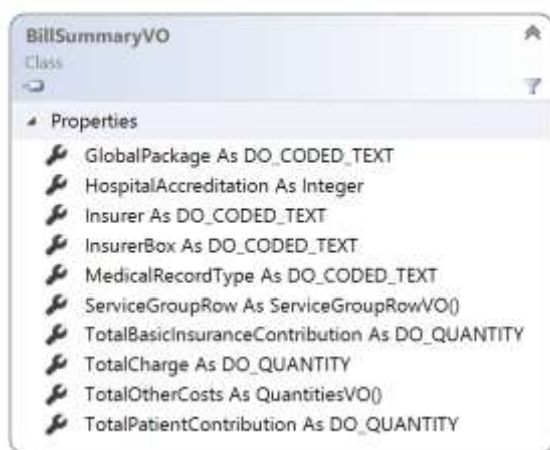 BillSummaryVO
Class
Properties
GlobalPackage As DO_CODED_TEXT
HospitalAccreditation As Integer
Insurer As DO_CODED_TEXT
InsurerBox As DO_CODED_TEXT
MedicalRecordType As DO_CODED_TEXT
ServiceGroupRow As ServiceGroupRowVO()
TotalBasicInsuranceContribution As DO_QUANTITY
TotalCharge As DO_QUANTITY
TotalOtherCosts As QuantitiesVO()
TotalPatientContribution As DO_QUANTITY